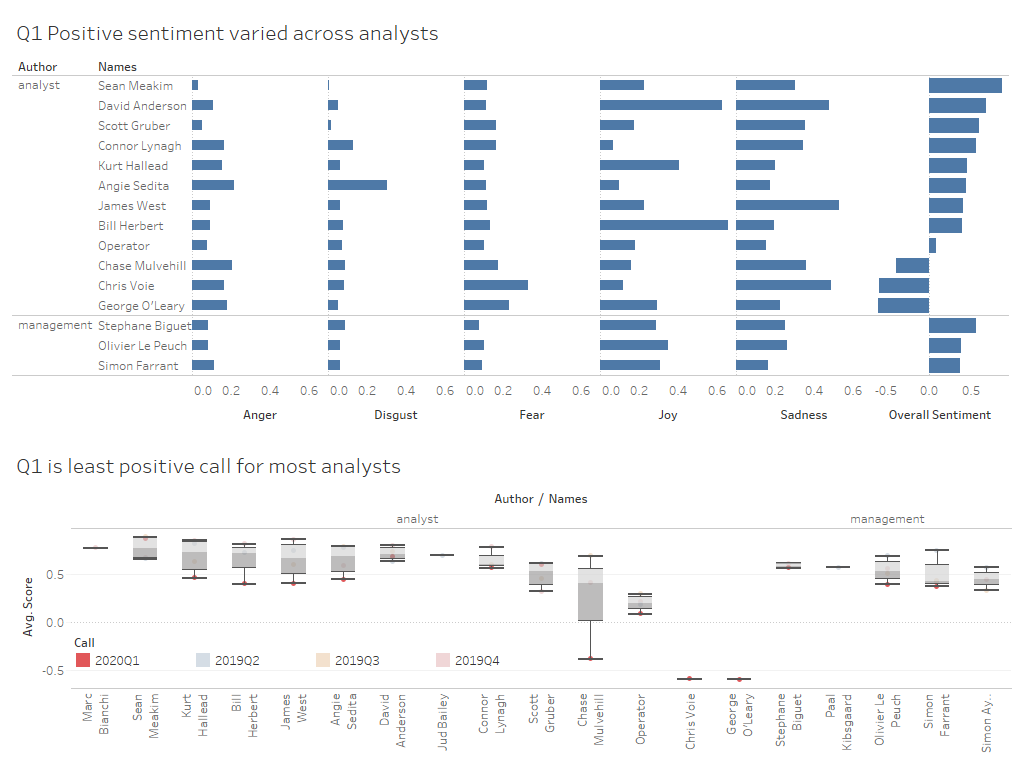 Q1 Positive sentiment varied across analysts
Author Names
analyst Sean Meakim
David Anderson
Scott Gruber
Connor Lynagh
Kurt Hallead
Angie Sedita
James West
Bill Herbert
Operator
Chase Mulvehill
Chris Voie
George O'Leary
management Stephane Biguet
Olivier Le Peuch
Simon Farrant
0.0 0.2 0.4 0.6 0.0 0.2 0.4 0.6 0.0 0.2 0.4 0.6 0.0 0.2 0.4 0.6 0.0 0.2 0.4 0.6 -0.5 0.0 0.5
Anger Disgust Fear Joy Sadness Overall Sentiment
Q1 is least positive call for most analysts
Author / Names
analyst management
Avg. Score
0.5
0.0
-0.5
Call
2020Q1 2019Q2 2019Q3 2019Q4
Marc Bianchi
Sean Meakim
Kurt Hallead
Bill Herbert
James West
Angie Sedita
David Anderson
Jud Bailey
Connor Lynagh
Scott Gruber
Chase Mulvehill
Operator
Chris Voie
George O'Leary
Stephane Biguet
Paal Kibsgaard
Olivier Le Peuch
Simon Farrant
Simon Ay..